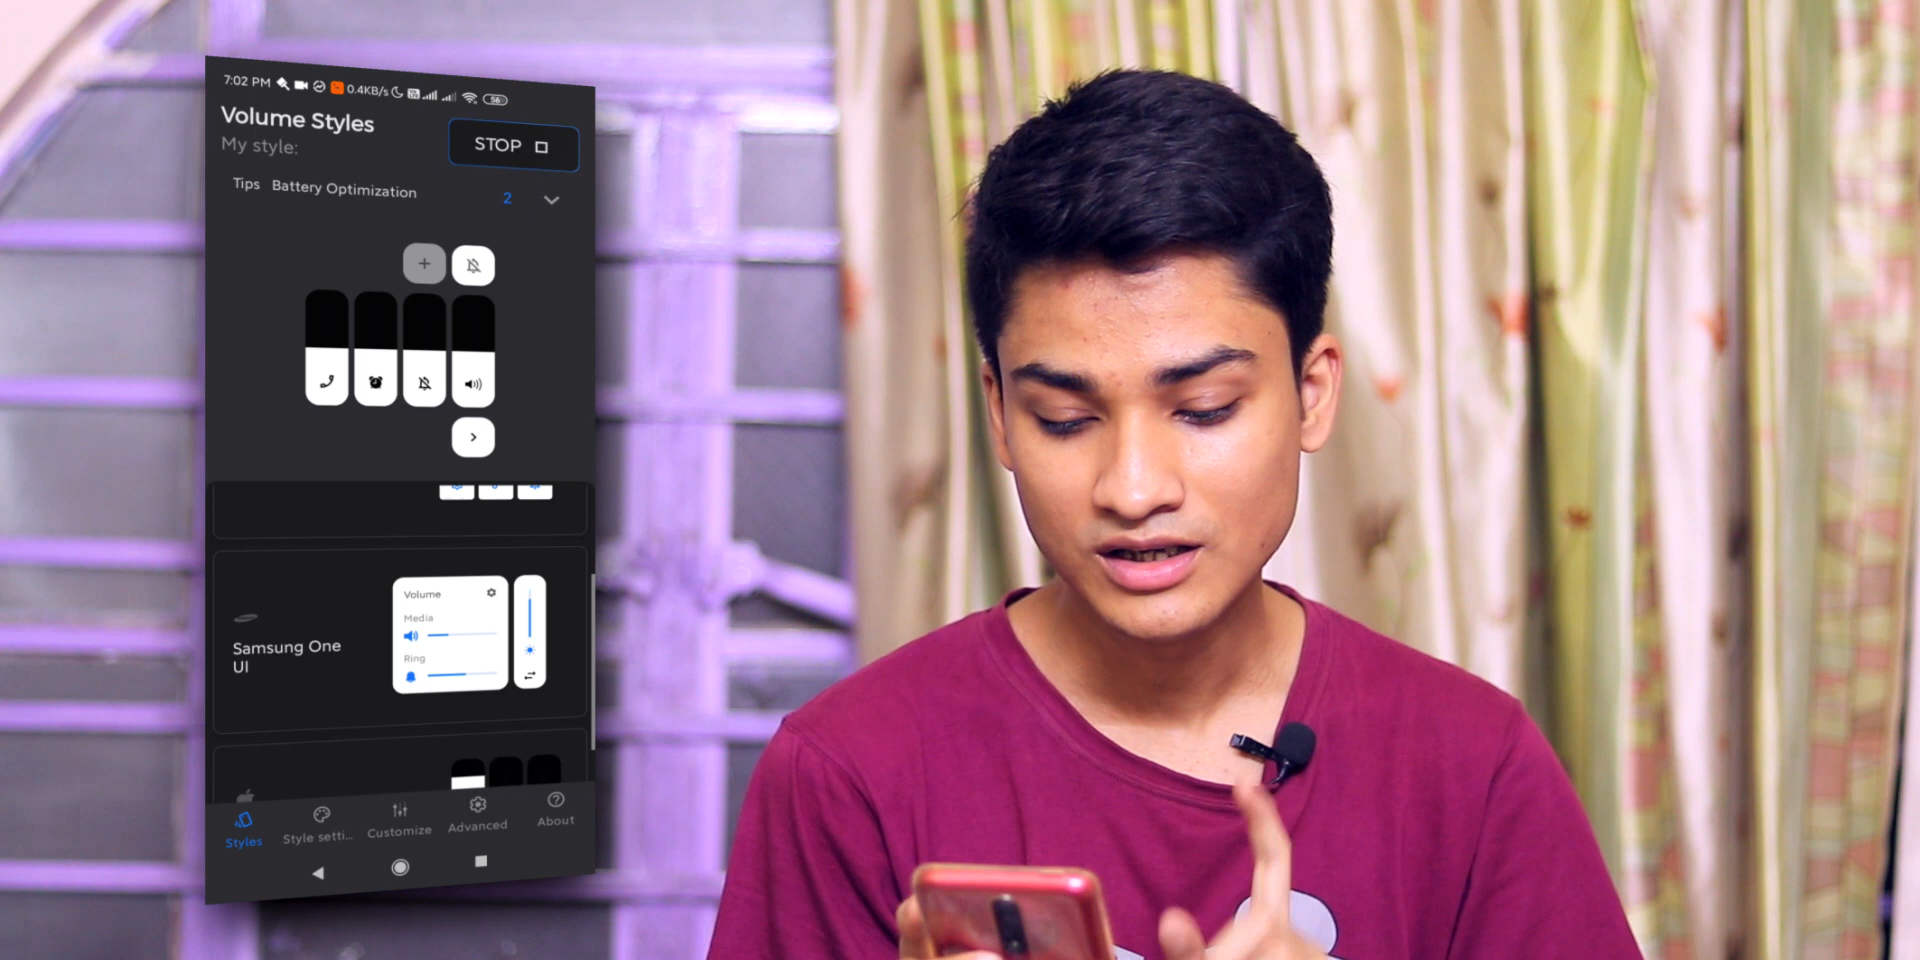 7:02 PM 0.4KB/s 56
Volume Styles
My style:
STOP
Tips Battery Optimization 2
Volume
Media
Ring
Samsung One
UI
Styles
Style setti...
Customize
Advanced
About